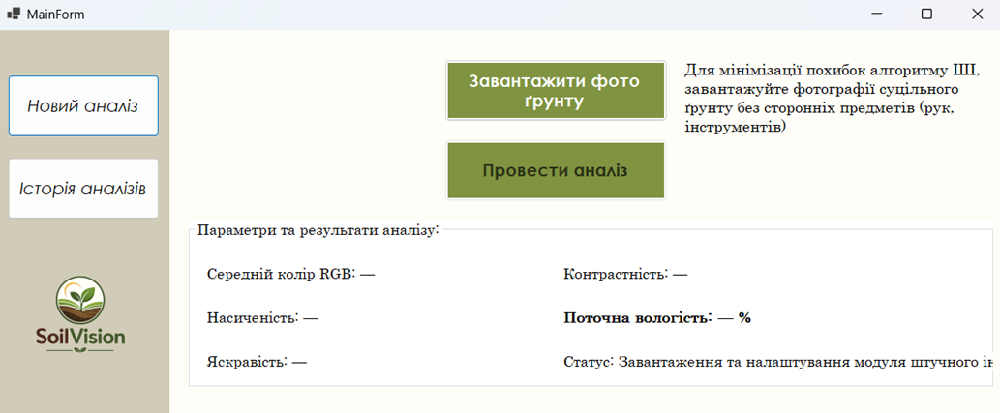 MainForm
Новий аналіз
Історія аналізів
SoilVision
Завантажити фото
ґрунту
Провести аналіз
Для мінімізації похибок алгоритму ШІ,
завантажуйте фотографії суцільного
ґрунту без сторонніх предметів (рук,
інструментів)
Параметри та результати аналізу:
Середній колір RGB: —
Контрастність: —
Насиченість: —
Поточна вологість: — %
Яскравість: —
Статус: Завантаження та налаштування модуля штучного ін